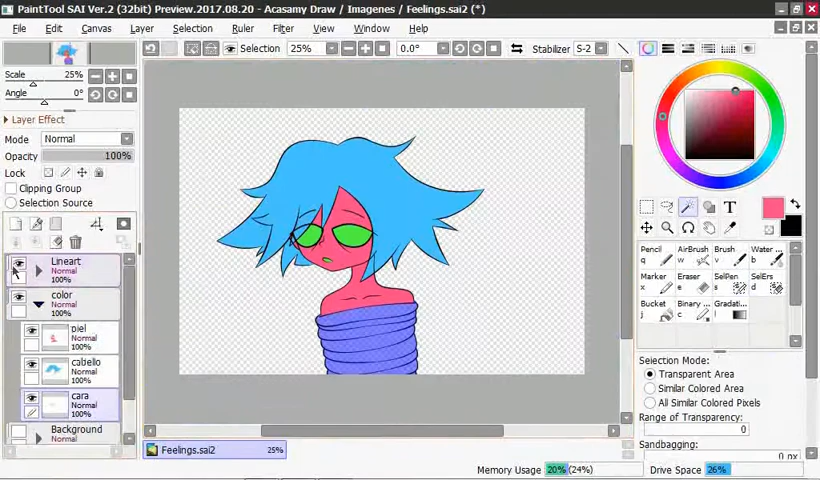 PaintTool SAI Ver.2 (32bit) Preview.2017.08.20 - Acasamy Draw / Imagenes / Feelings.sai2 (*)
File Edit Canvas Layer Selection Ruler Filter View Window Help
Selection 25% 0.0° Stabilizer S-2
Scale 25%
Angle 0°
Layer Effect
Mode Normal
Opacity 100%
Lock
Clipping Group
Selection Source
Lineart
Normal
100%
color
Normal
100%
piel
Normal
100%
cabello
Normal
100%
cara
Normal
100%
Background
Normal
T
Pencil AirBrush Brush Water
q v c
Marker Eraser SelPen SelErs
x e s d
Bucket Binary Gradati
j c l
Selection Mode:
Transparent Area
Similar Colored Area
All Similar Colored Pixels
Range of Transparency:
0
Sandbagging:
0 px
Feelings.sai2 25%
Memory Usage 20% (24%) Drive Space 26%